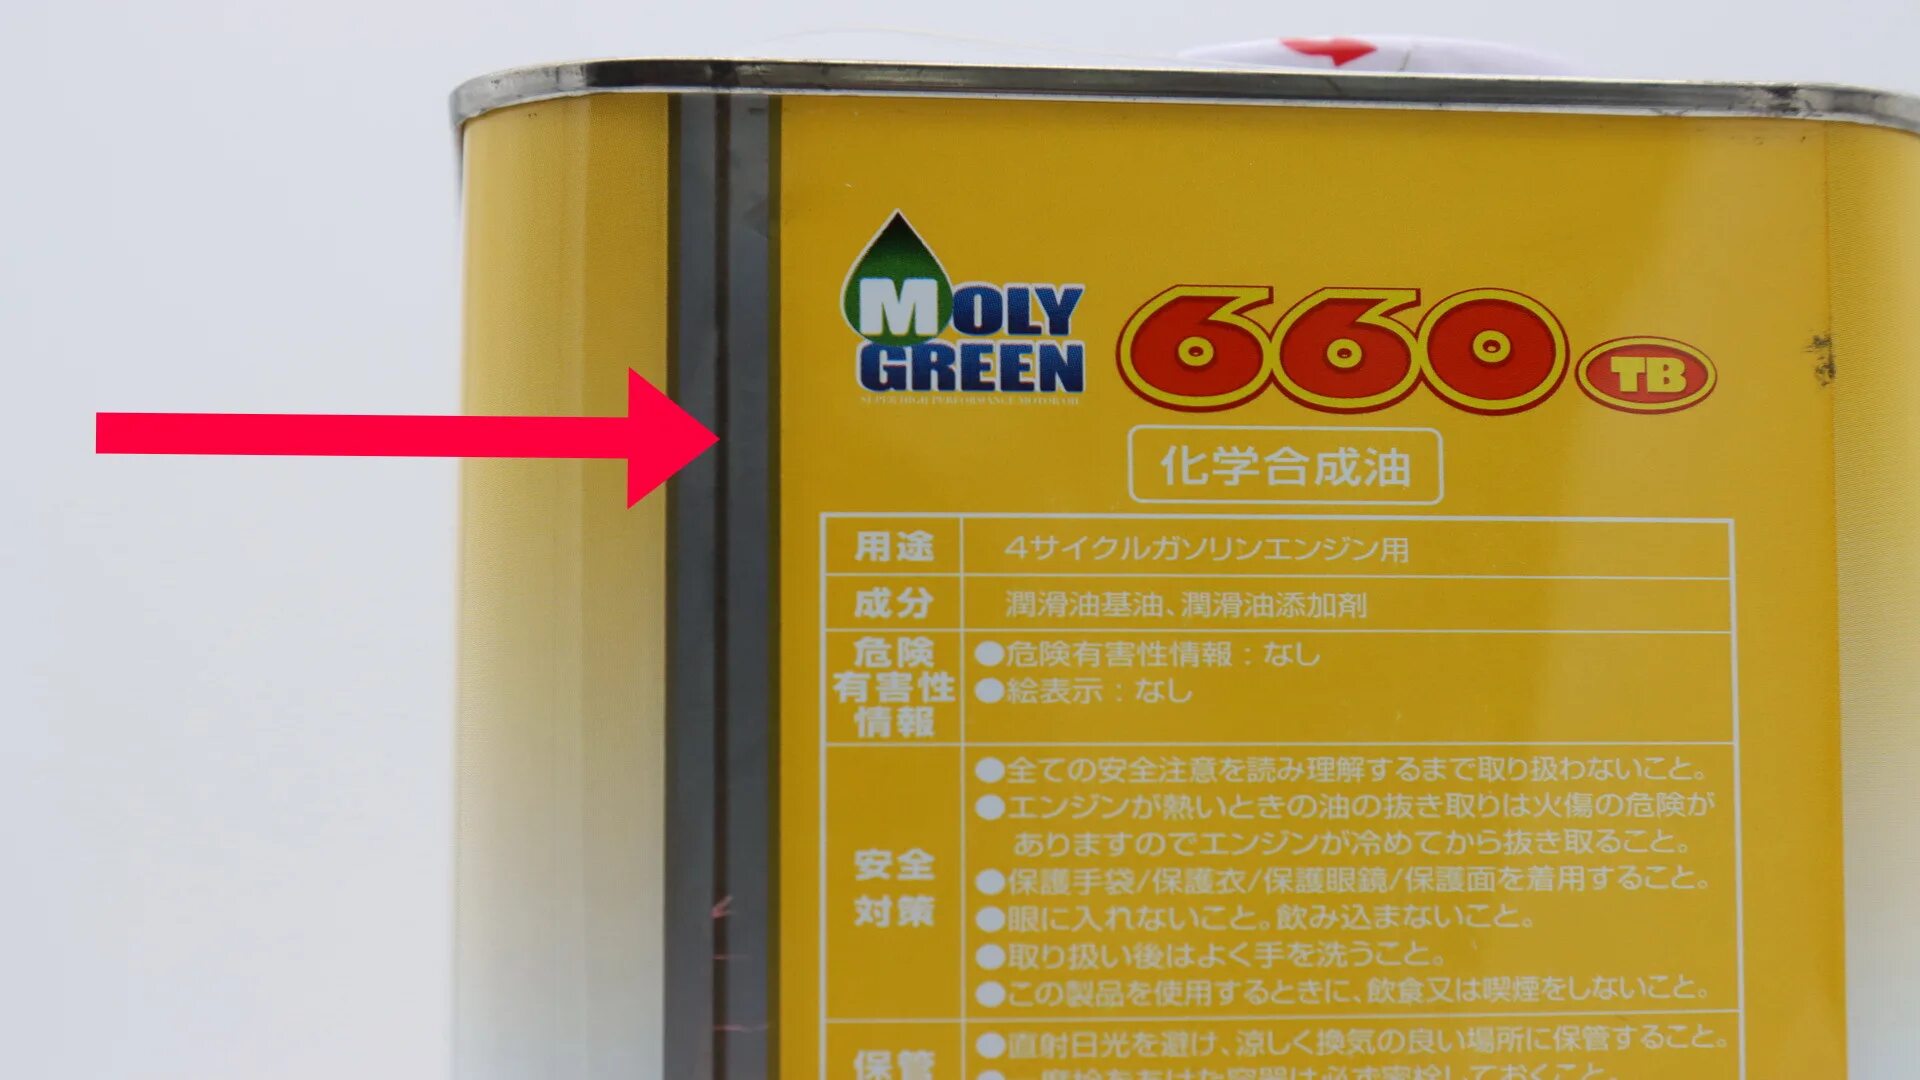 MOLY
GREEN
SUPER HIGH PERFORMANCE MOTOR OIL
660 TB
化学合成油
用途
4サイクルガソリンエンジン用
成分
潤滑油基油、潤滑油添加剤
危険
有害性
情報
●危険有害性情報：なし
●絵表示：なし
安全
対策
●全ての安全注意を読み理解するまで取り扱わないこと。
●エンジンが熱いときの油の抜き取りは火傷の危険が
ありますのでエンジンが冷めてから抜き取ること。
●保護手袋/保護衣/保護眼鏡/保護面を着用すること。
●眼に入れないこと。飲み込まないこと。
●取り扱い後はよく手を洗うこと。
●この製品を使用するときに、飲食又は喫煙をしないこと。
保管
●直射日光を避け、涼しく換気の良い場所に保管すること。